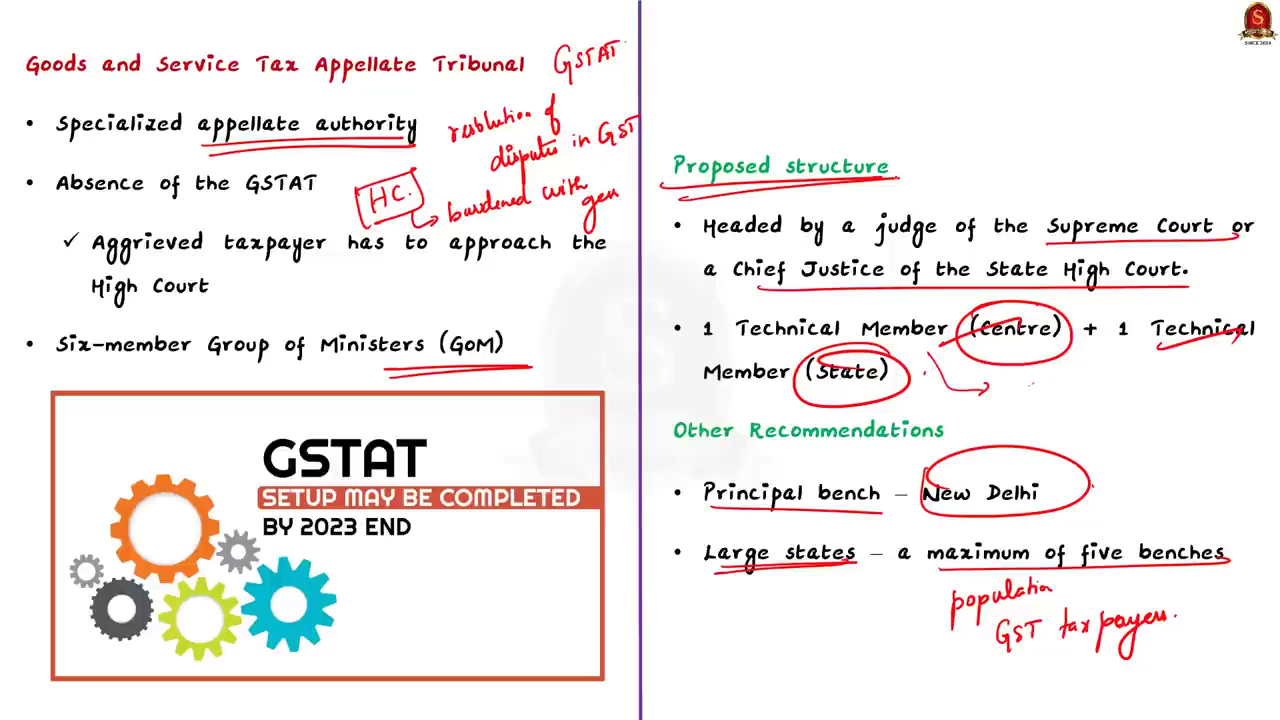 Goods and Service Tax Appellate Tribunal GSTAT
• Specialized appellate authority
resolution of
disputes in GST
• Absence of the GSTAT
HC.
burdened with
gen
✓ Aggrieved taxpayer has to approach the
High Court
• Six-member Group of Ministers (GoM)
GSTAT
SETUP MAY BE COMPLETED
BY 2023 END
S
SINCE 2004
Proposed structure
• Headed by a judge of the Supreme Court or
a Chief Justice of the State High Court.
• 1 Technical Member (Centre) + 1 Technical
Member (State)
Other Recommendations
• Principal bench – New Delhi
• Large states – a maximum of five benches
population
GST taxpayers.